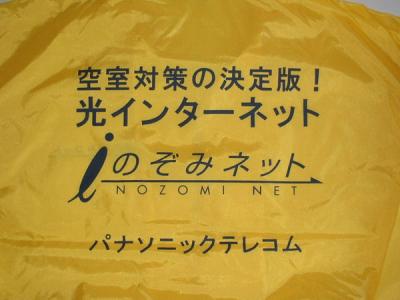 空室対策の決定版！
光インターネット
iのぞみネット
NOZOMI NET
パナソニックテレコム